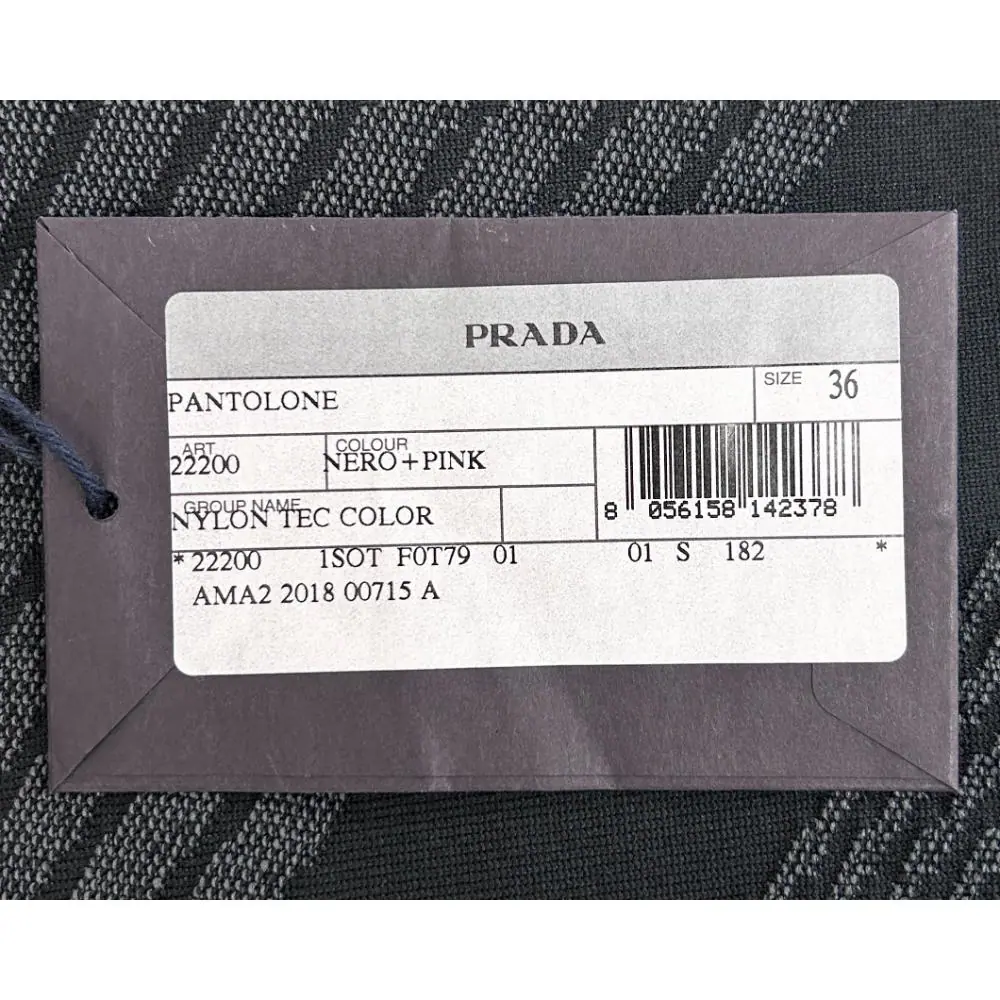 PRADA
PANTOLONE
SIZE 36
ART
22200
COLOUR
NERO+PINK
GROUP NAME
NYLON TEC COLOR
8 056158 142378
* 22200 1SOT F0T79 01 01 S 182 *
AMA2 2018 00715 A